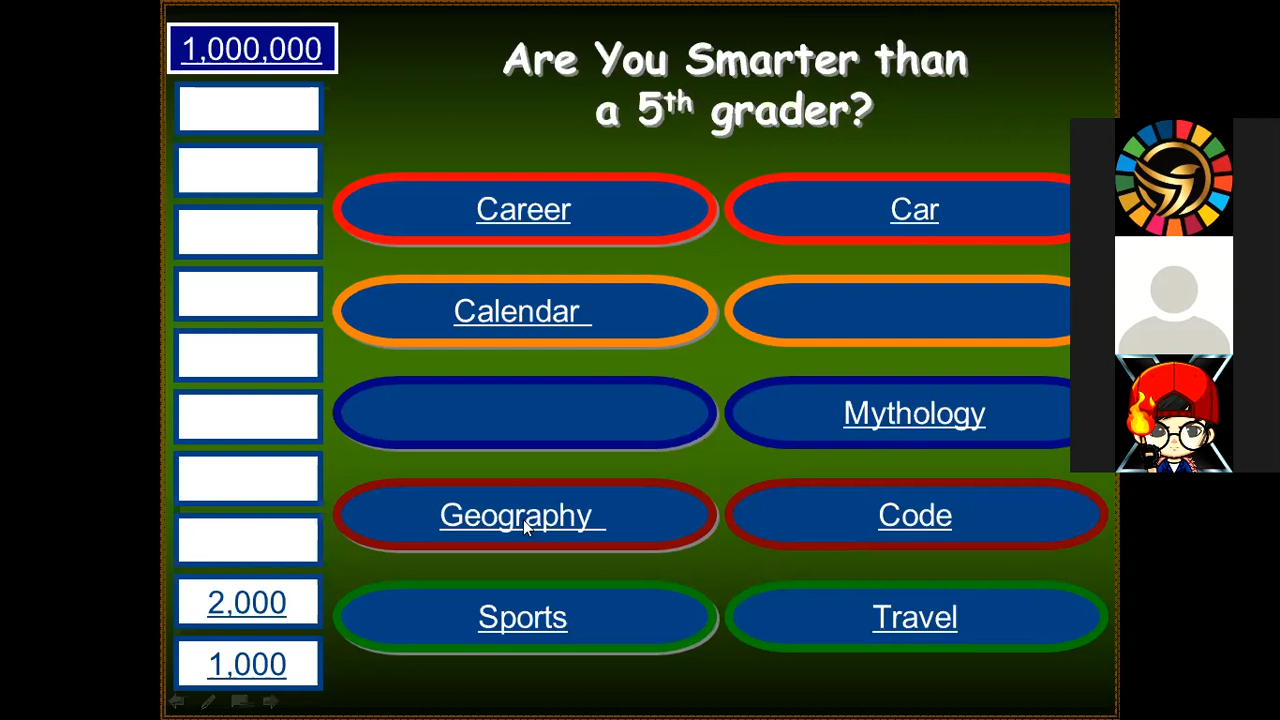 1,000,000
Are You Smarter than
a 5th grader?
Career
Car
Calendar
Mythology
Geography
Code
2,000
Sports
Travel
1,000